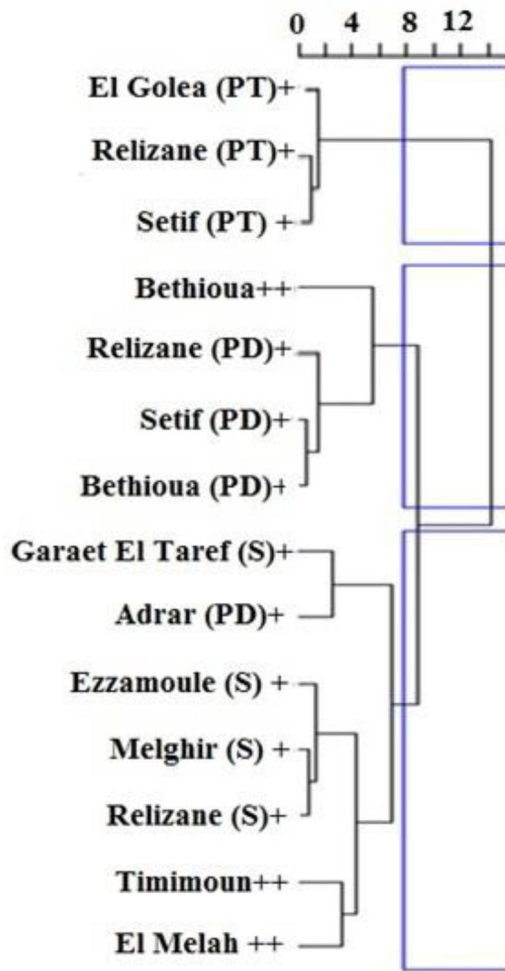 0 4 8 12
El Golea (PT)+
Relizane (PT)+
Setif (PT) +
Bethioua++
Relizane (PD)+
Setif (PD)+
Bethioua (PD)+
Garaet El Taref (S)+
Adrar (PD)+
Ezzamoule (S) +
Melghir (S) +
Relizane (S)+
Timimoun++
El Melah ++